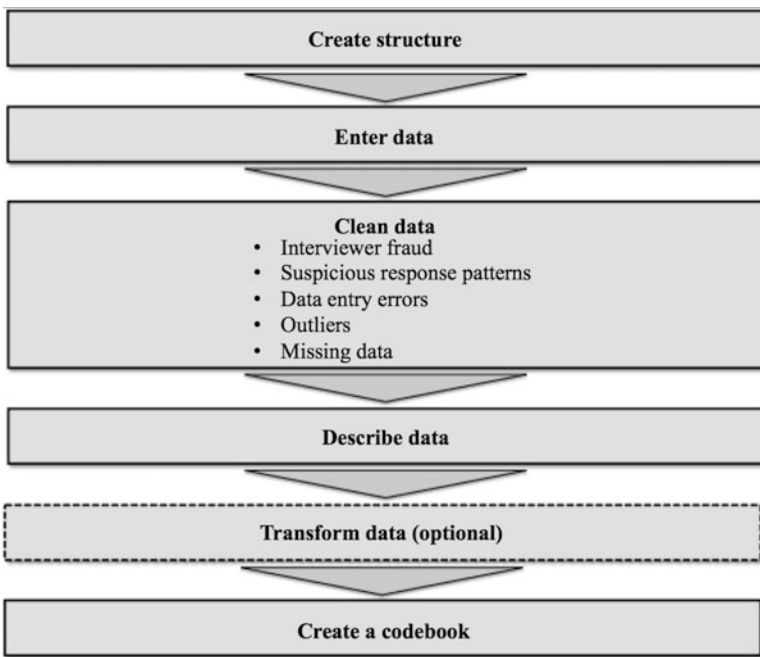 Create structure
Enter data
Clean data
• Interviewer fraud
• Suspicious response patterns
• Data entry errors
• Outliers
• Missing data
Describe data
Transform data (optional)
Create a codebook